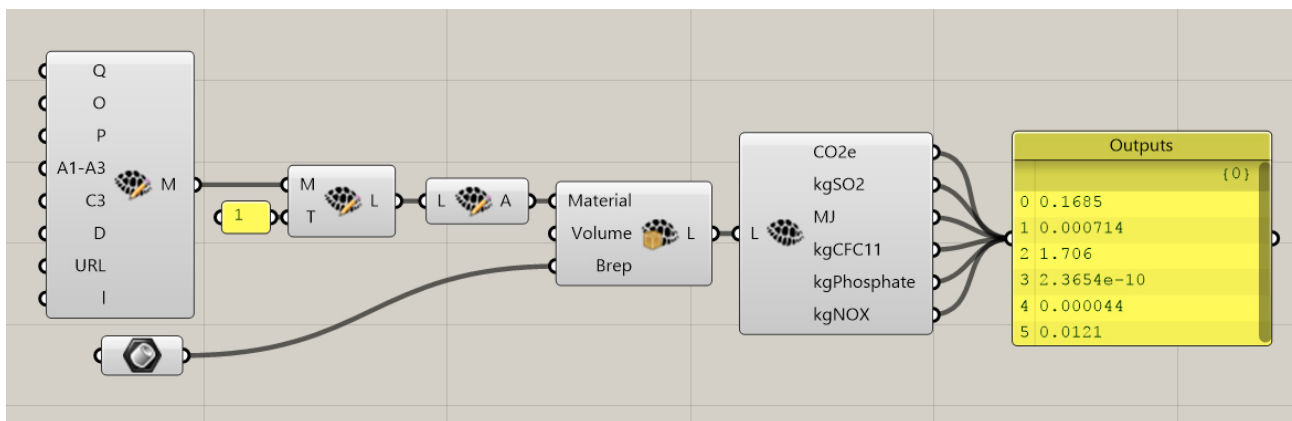 Q
O
P
A1-A3
C3
D
URL
I
M
1
M
T
L
L
A
Material
Volume
Brep
L
L
CO2e
kgSO2
MJ
kgCFC11
kgPhosphate
kgNOX
Outputs
{0}
0 0.1685
1 0.000714
2 1.706
3 2.3654e-10
4 0.000044
5 0.0121